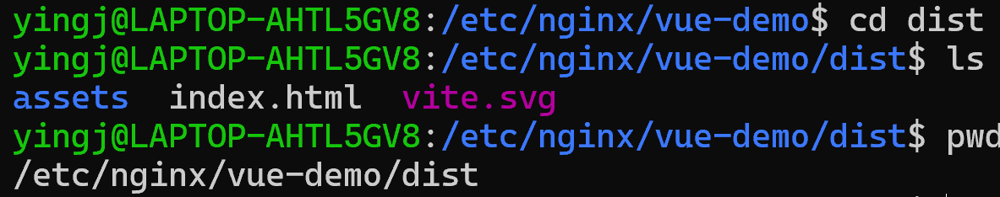 yingj@LAPTOP-AHTL5GV8:/etc/nginx/vue-demo$ cd dist
yingj@LAPTOP-AHTL5GV8:/etc/nginx/vue-demo/dist$ ls
assets  index.html  vite.svg
yingj@LAPTOP-AHTL5GV8:/etc/nginx/vue-demo/dist$ pwd
/etc/nginx/vue-demo/dist